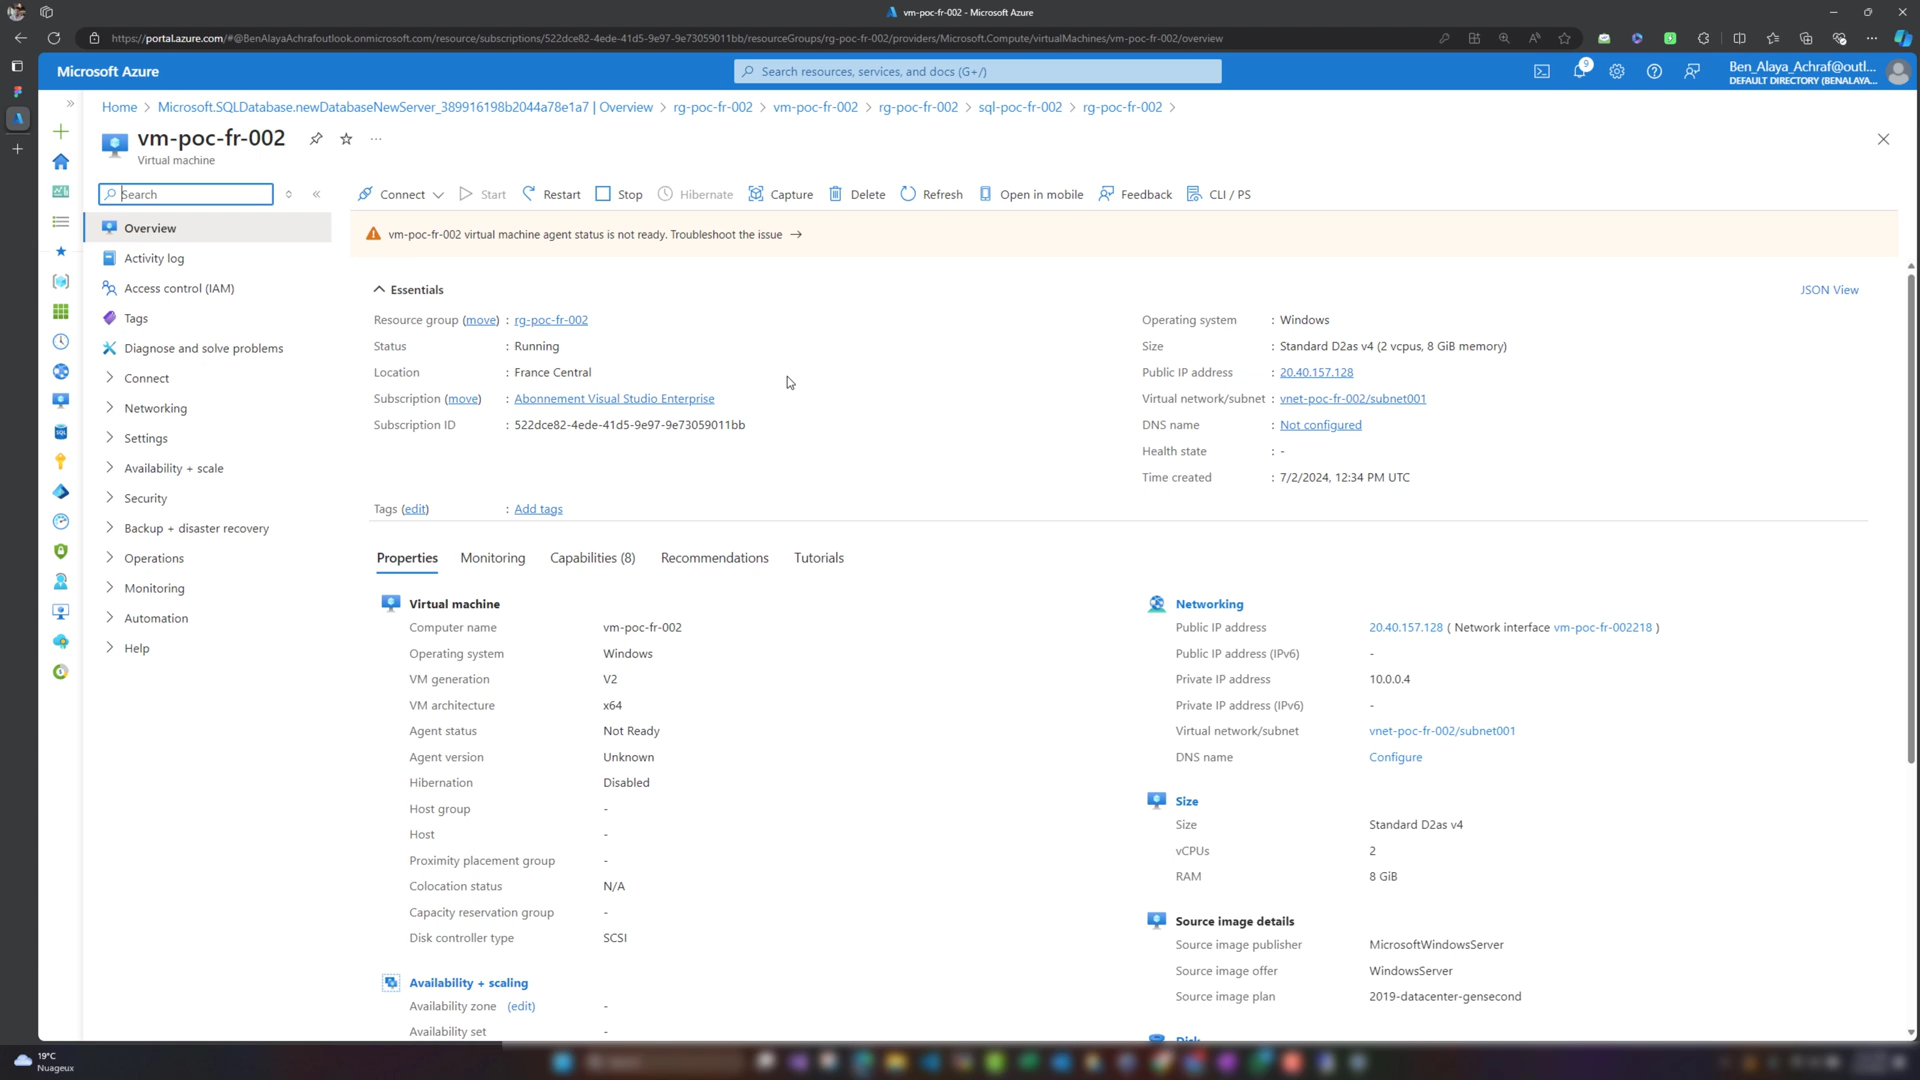 vm-poc-fr-002 - Microsoft Azure
https://portal.azure.com/#@BenAlayaAchrafoutlook.onmicrosoft.com/resource/subscriptions/522dce82-4ede-41d5-9e97-9e73059011bb/resourceGroups/rg-poc-fr-002/providers/Microsoft.Compute/virtualMachines/vm-poc-fr-002/overview
Microsoft Azure
Search resources, services, and docs (G+/)
9
Ben_Alaya_Achraf@outl...
DEFAULT DIRECTORY (BENALAYA...
Home > Microsoft.SQLDatabase.newDatabaseNewServer_389916198b2044a78e1a7 | Overview > rg-poc-fr-002 > vm-poc-fr-002 > rg-poc-fr-002 > sql-poc-fr-002 > rg-poc-fr-002 >
vm-poc-fr-002
Virtual machine
Search
Connect
Start
Restart
Stop
Hibernate
Capture
Delete
Refresh
Open in mobile
Feedback
CLI / PS
Overview
Activity log
Access control (IAM)
Tags
Diagnose and solve problems
Connect
Networking
Settings
Availability + scale
Security
Backup + disaster recovery
Operations
Monitoring
Automation
Help
vm-poc-fr-002 virtual machine agent status is not ready. Troubleshoot the issue →
Essentials
JSON View
Resource group (move) : rg-poc-fr-002
Status : Running
Location : France Central
Subscription (move) : Abonnement Visual Studio Enterprise
Subscription ID : 522dce82-4ede-41d5-9e97-9e73059011bb
Operating system : Windows
Size : Standard D2as v4 (2 vcpus, 8 GiB memory)
Public IP address : 20.40.157.128
Virtual network/subnet : vnet-poc-fr-002/subnet001
DNS name : Not configured
Health state : -
Time created : 7/2/2024, 12:34 PM UTC
Tags (edit) : Add tags
Properties
Monitoring
Capabilities (8)
Recommendations
Tutorials
Virtual machine
Computer name vm-poc-fr-002
Operating system Windows
VM generation V2
VM architecture x64
Agent status Not Ready
Agent version Unknown
Hibernation Disabled
Host group -
Host -
Proximity placement group -
Colocation status N/A
Capacity reservation group -
Disk controller type SCSI
Availability + scaling
Availability zone (edit) -
Availability set -
Networking
Public IP address 20.40.157.128 ( Network interface vm-poc-fr-002218 )
Public IP address (IPv6) -
Private IP address 10.0.0.4
Private IP address (IPv6) -
Virtual network/subnet vnet-poc-fr-002/subnet001
DNS name Configure
Size
Size Standard D2as v4
vCPUs 2
RAM 8 GiB
Source image details
Source image publisher MicrosoftWindowsServer
Source image offer WindowsServer
Source image plan 2019-datacenter-gensecond
Disk
19°C
Nuageux